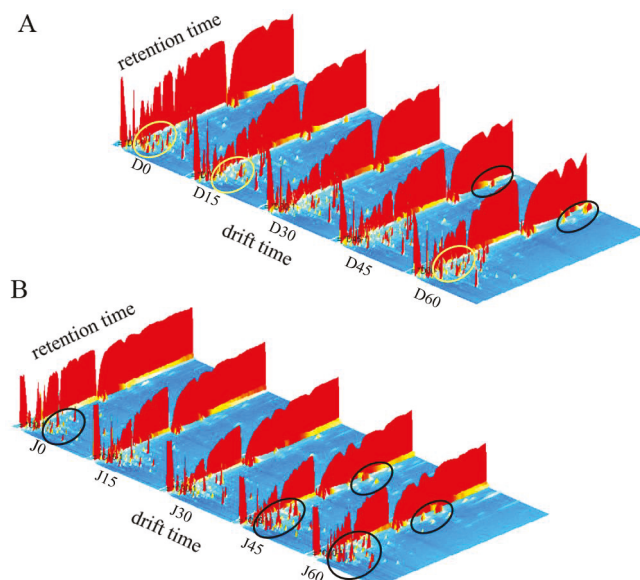 A
retention time
D0
D15
D30
D45
D60
drift time
B
retention time
J0
J15
J30
J45
J60
drift time